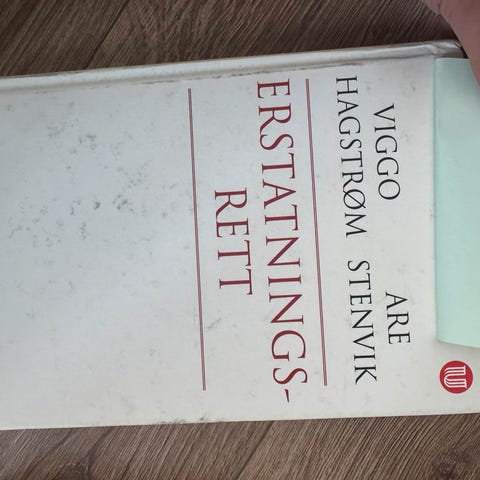 VIGGO
HAGSTRØM
ARE
STENVIK
ERSTATNINGS-
RETT